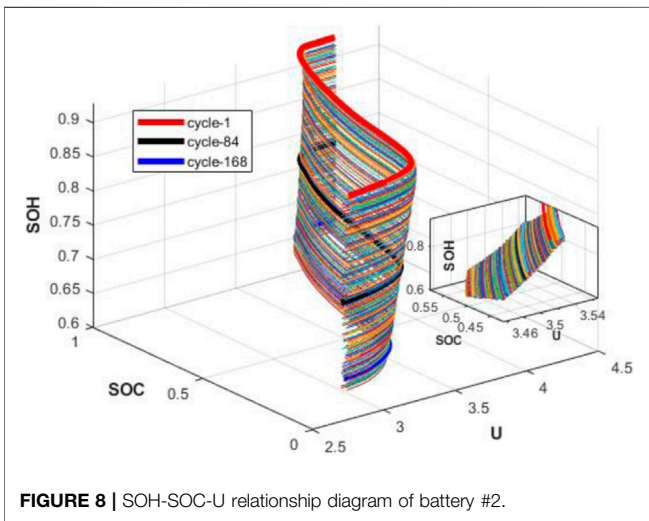 0.9
0.85
0.8
0.75
0.7
0.65
0.6
SOH
cycle-1
cycle-84
cycle-168
1
0.5
0
SOC
2.5
3
3.5
4
4.5
U
0.8
0.6
SOH
0.55
0.5
0.45
SOC
3.46
3.5
3.54
U
FIGURE 8 | SOH-SOC-U relationship diagram of battery #2.